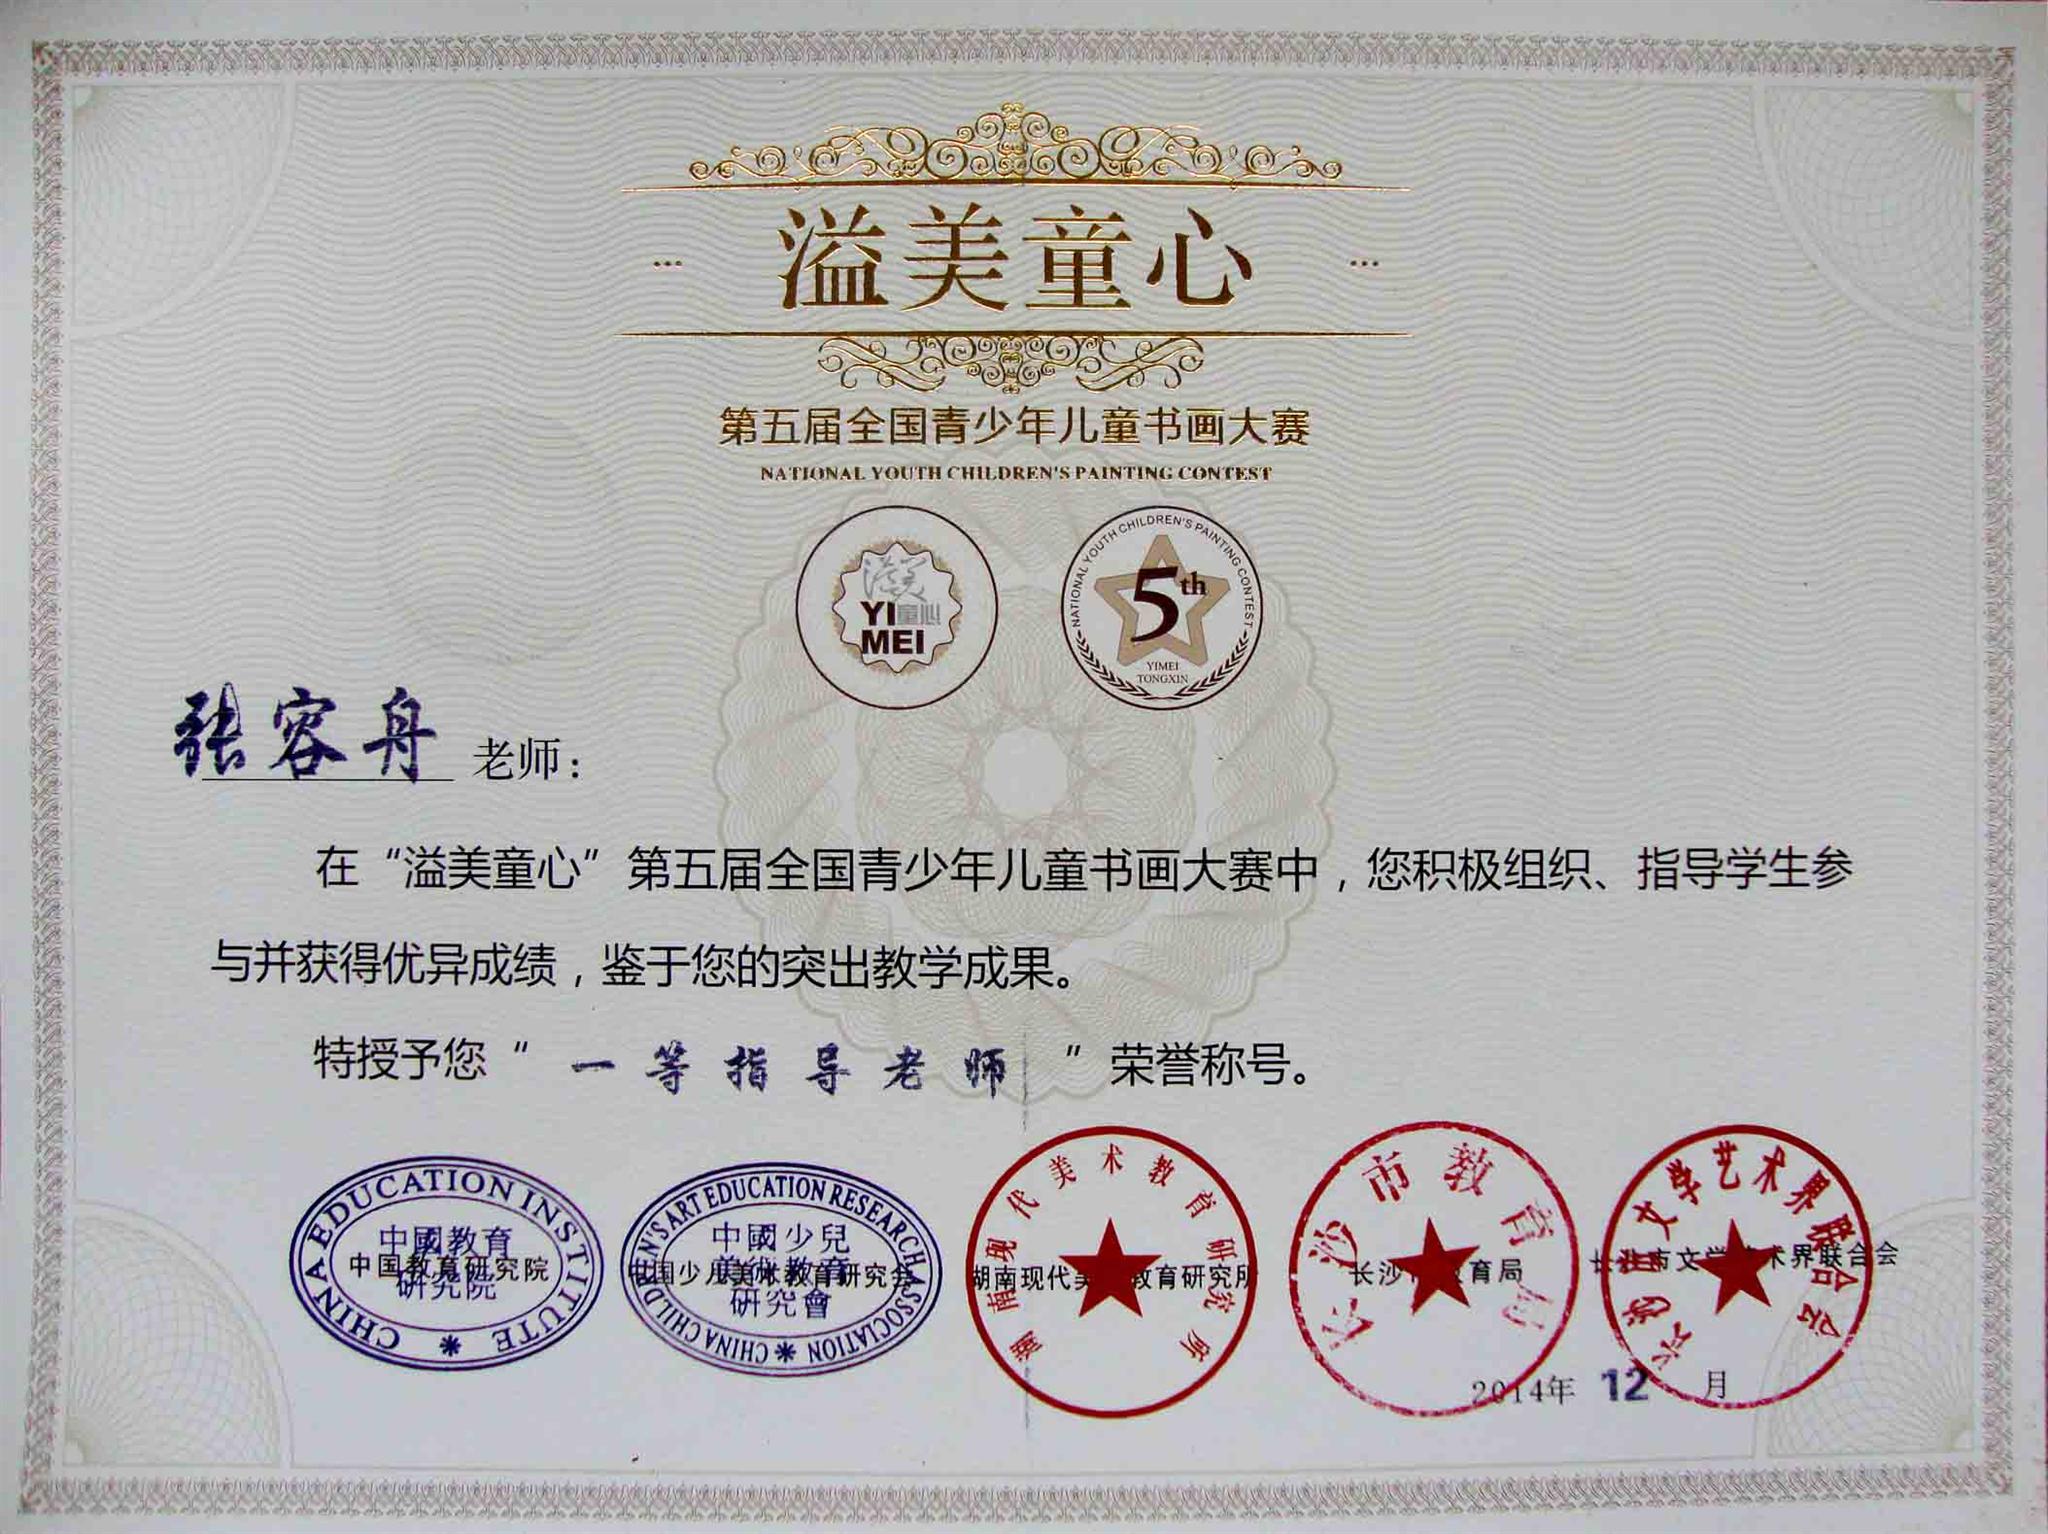 溢美童心
第五届全国青少年儿童书画大赛
NATIONAL YOUTH CHILDREN'S PAINTING CONTEST
溢美
YI童心
MEI
NATIONAL YOUTH CHILDREN'S PAINTING CONTEST
5th
YIMEI
TONGXIN
张容舟 老师：
在“溢美童心”第五届全国青少年儿童书画大赛中，您积极组织、指导学生参
与并获得优异成绩，鉴于您的突出教学成果。
特授予您“一等指导老师”荣誉称号。
CHINA EDUCATION INSTITUTE
中國教育
研究院
中国教育研究院
CHINA CHILDREN'S ART EDUCATION RESEARCH ASSOCIATION
中國少兒
美術教育
研究會
中国少儿美术教育研究会
湖南现代美术教育研究所
湖南现代美术教育研究所
长沙市教育局
长沙市教育局
长沙市文学艺术界联合会
长沙市文学艺术界联合会
2014年 12 月